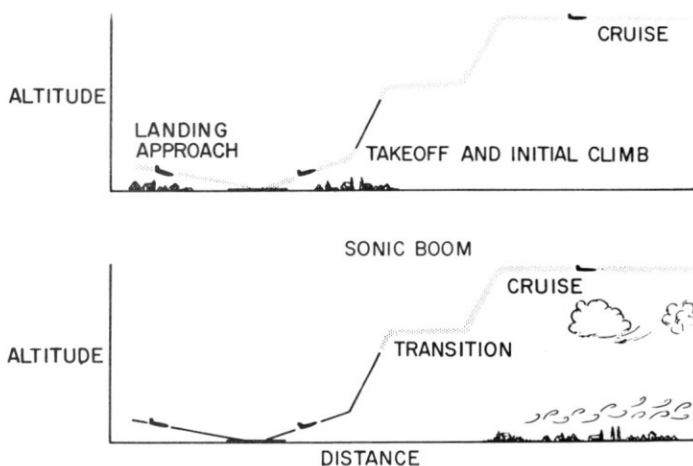 CRUISE
ALTITUDE
LANDING
APPROACH
TAKEOFF AND INITIAL CLIMB
SONIC BOOM
CRUISE
TRANSITION
ALTITUDE
DISTANCE